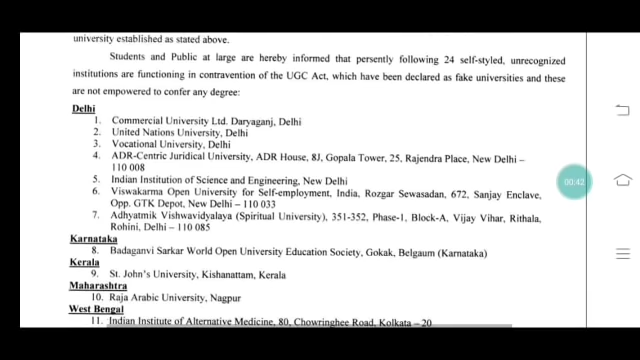 university established as stated above.
Students and Public at large are hereby informed that persently following 24 self-styled, unrecognized
institutions are functioning in contravention of the UGC Act, which have been declared as fake universities and these
are not empowered to confer any degree:
Delhi
1. Commercial University Ltd. Daryaganj, Delhi
2. United Nations University, Delhi
3. Vocational University, Delhi
4. ADR-Centric Juridical University, ADR House, 8J, Gopala Tower, 25, Rajendra Place, New Delhi –
110 008
5. Indian Institution of Science and Engineering, New Delhi
6. Viswakarma Open University for Self-employment, India, Rozgar Sewasadan, 672, Sanjay Enclave,
Opp. GTK Depot, New Delhi – 110 033
7. Adhyatmik Vishwavidyalaya (Spiritual University), 351-352, Phase-1, Block-A, Vijay Vihar, Rithala,
Rohini, Delhi – 110 085
Karnataka
8. Badaganvi Sarkar World Open University Education Society, Gokak, Belgaum (Karnataka)
Kerala
9. St. John's University, Kishanattam, Kerala
Maharashtra
10. Raja Arabic University, Nagpur
West Bengal
11. Indian Institute of Alternative Medicine, 80, Chowringhee Road, Kolkata – 20
00:42